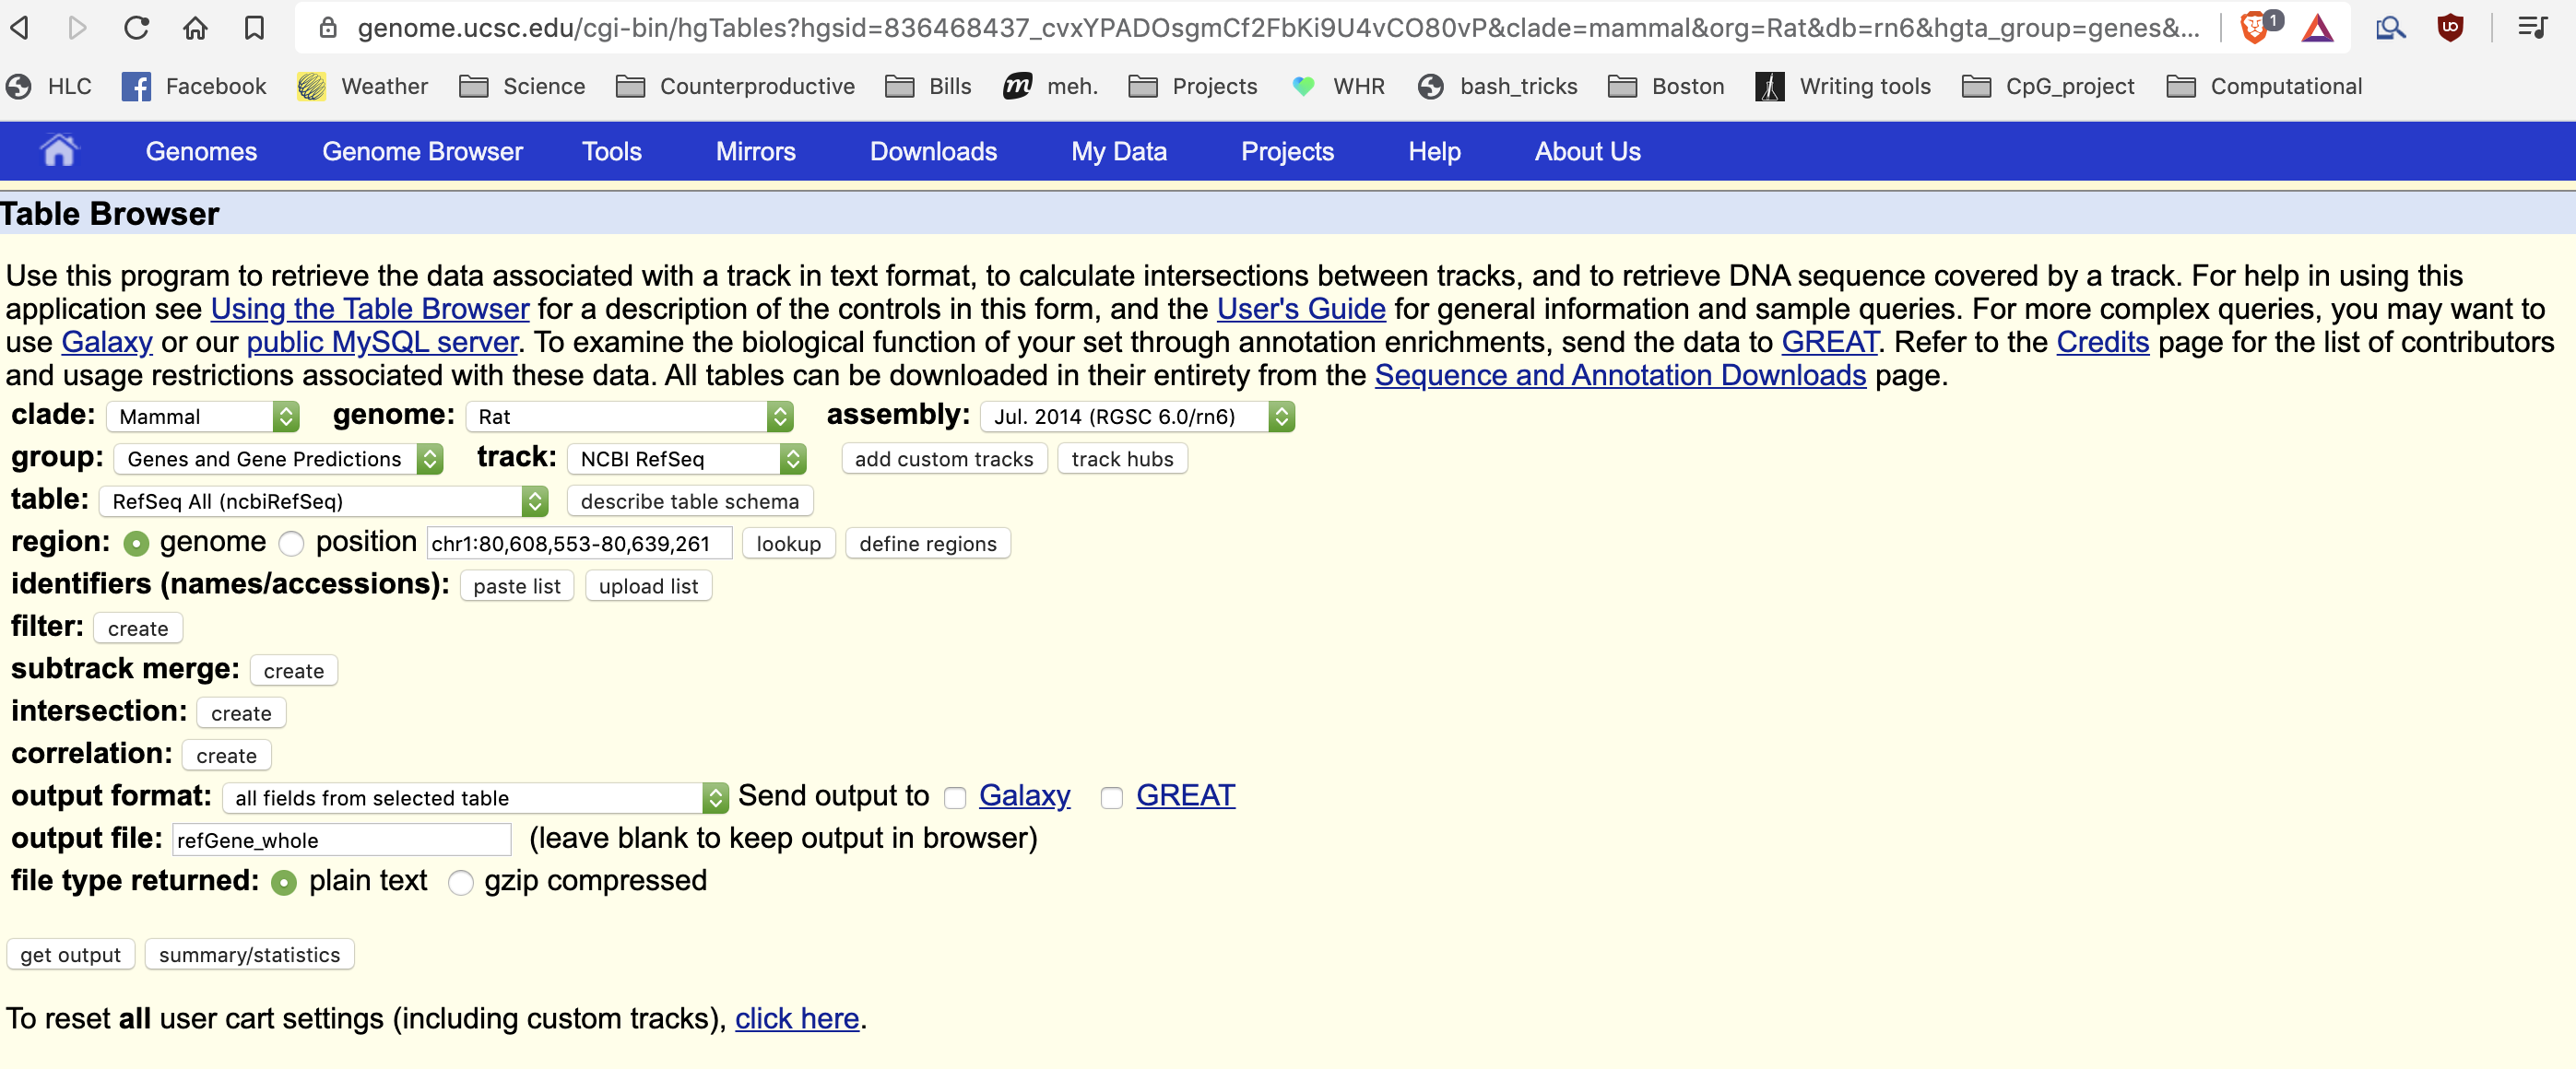 genome.ucsc.edu/cgi-bin/hgTables?hgsid=836468437_cvxYPADOsgmCf2FbKi9U4vCO80vP&clade=mammal&org=Rat&db=rn6&hgta_group=genes&... 1
HLC Facebook Weather Science Counterproductive Bills meh. Projects WHR bash_tricks Boston Writing tools CpG_project Computational
Genomes Genome Browser Tools Mirrors Downloads My Data Projects Help About Us
Table Browser
Use this program to retrieve the data associated with a track in text format, to calculate intersections between tracks, and to retrieve DNA sequence covered by a track. For help in using this
application see Using the Table Browser for a description of the controls in this form, and the User's Guide for general information and sample queries. For more complex queries, you may want to
use Galaxy or our public MySQL server. To examine the biological function of your set through annotation enrichments, send the data to GREAT. Refer to the Credits page for the list of contributors
and usage restrictions associated with these data. All tables can be downloaded in their entirety from the Sequence and Annotation Downloads page.
clade: Mammal genome: Rat assembly: Jul. 2014 (RGSC 6.0/rn6)
group: Genes and Gene Predictions track: NCBI RefSeq add custom tracks track hubs
table: RefSeq All (ncbiRefSeq) describe table schema
region: genome position chr1:80,608,553-80,639,261 lookup define regions
identifiers (names/accessions): paste list upload list
filter: create
subtrack merge: create
intersection: create
correlation: create
output format: all fields from selected table Send output to Galaxy GREAT
output file: refGene_whole (leave blank to keep output in browser)
file type returned: plain text gzip compressed
get output summary/statistics
To reset all user cart settings (including custom tracks), click here.